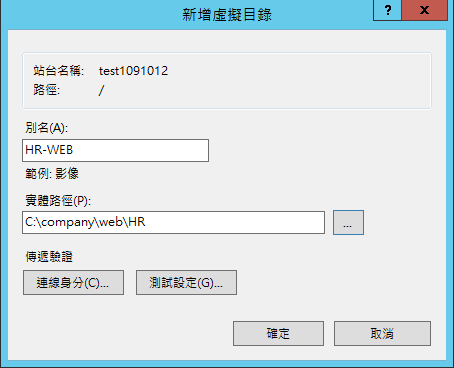 新增虛擬目錄
? x
站台名稱: test1091012
路徑: /
別名(A):
HR-WEB
範例: 影像
實體路徑(P):
C:\company\web\HR
...
傳遞驗證
連線身分(C)... 測試設定(G)...
確定 取消